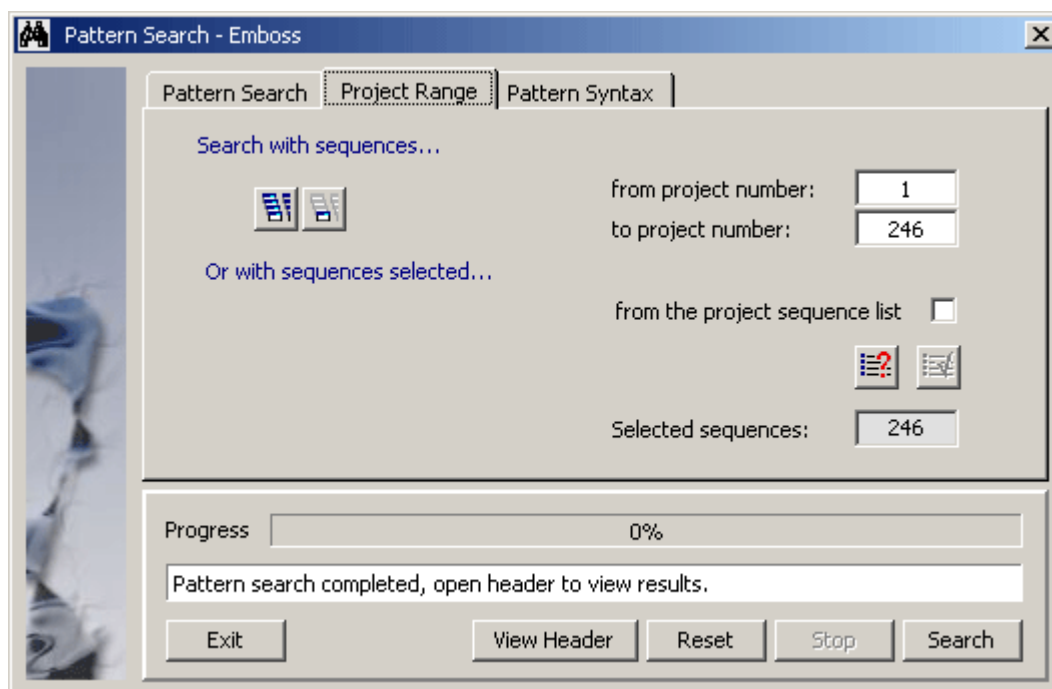 Pattern Search - Emboss
Pattern Search Project Range Pattern Syntax
Search with sequences...
from project number: 1
to project number: 246
Or with sequences selected...
from the project sequence list
Selected sequences: 246
Progress 0%
Pattern search completed, open header to view results.
Exit View Header Reset Stop Search